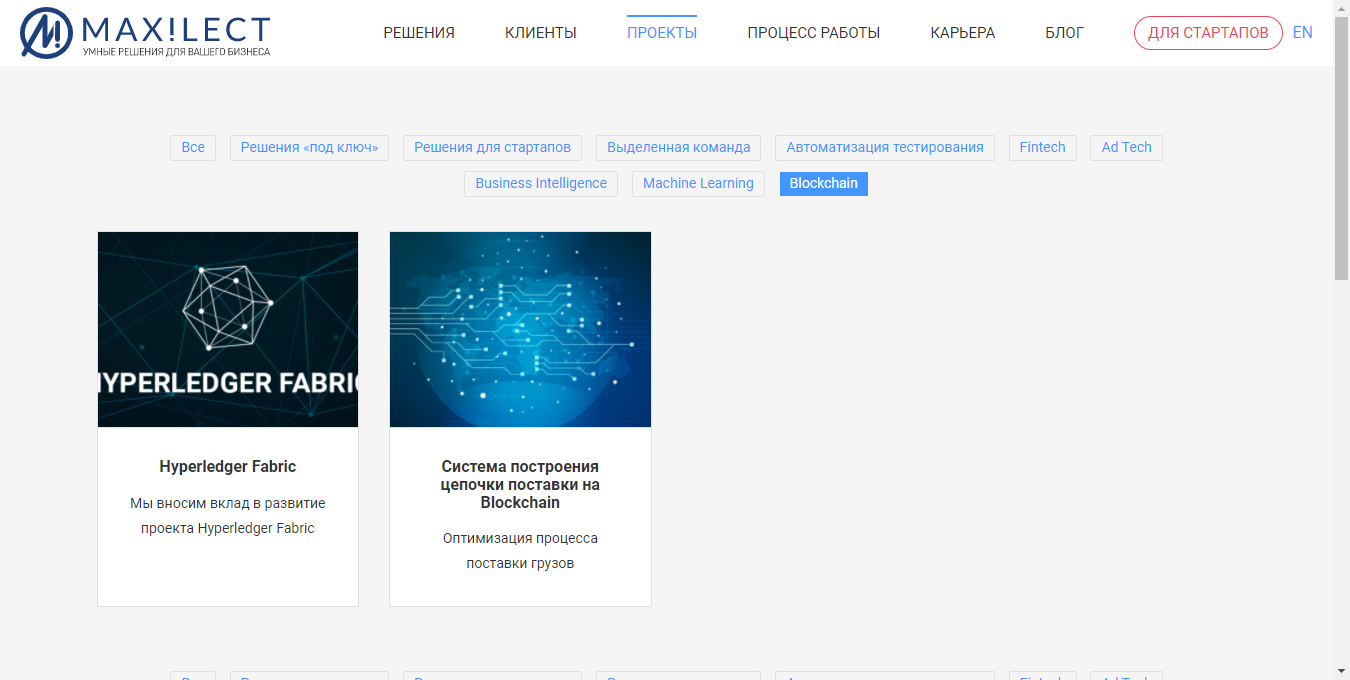 MAX!LECT
УМНЫЕ РЕШЕНИЯ ДЛЯ ВАШЕГО БИЗНЕСА
РЕШЕНИЯ КЛИЕНТЫ ПРОЕКТЫ ПРОЦЕСС РАБОТЫ КАРЬЕРА БЛОГ ДЛЯ СТАРТАПОВ EN
Все Решения «под ключ» Решения для стартапов Выделенная команда Автоматизация тестирования Fintech Ad Tech
Business Intelligence Machine Learning Blockchain
HYPERLEDGER FABRIC
Hyperledger Fabric
Мы вносим вклад в развитие
проекта Hyperledger Fabric
Система построения
цепочки поставки на
Blockchain
Оптимизация процесса
поставки грузов